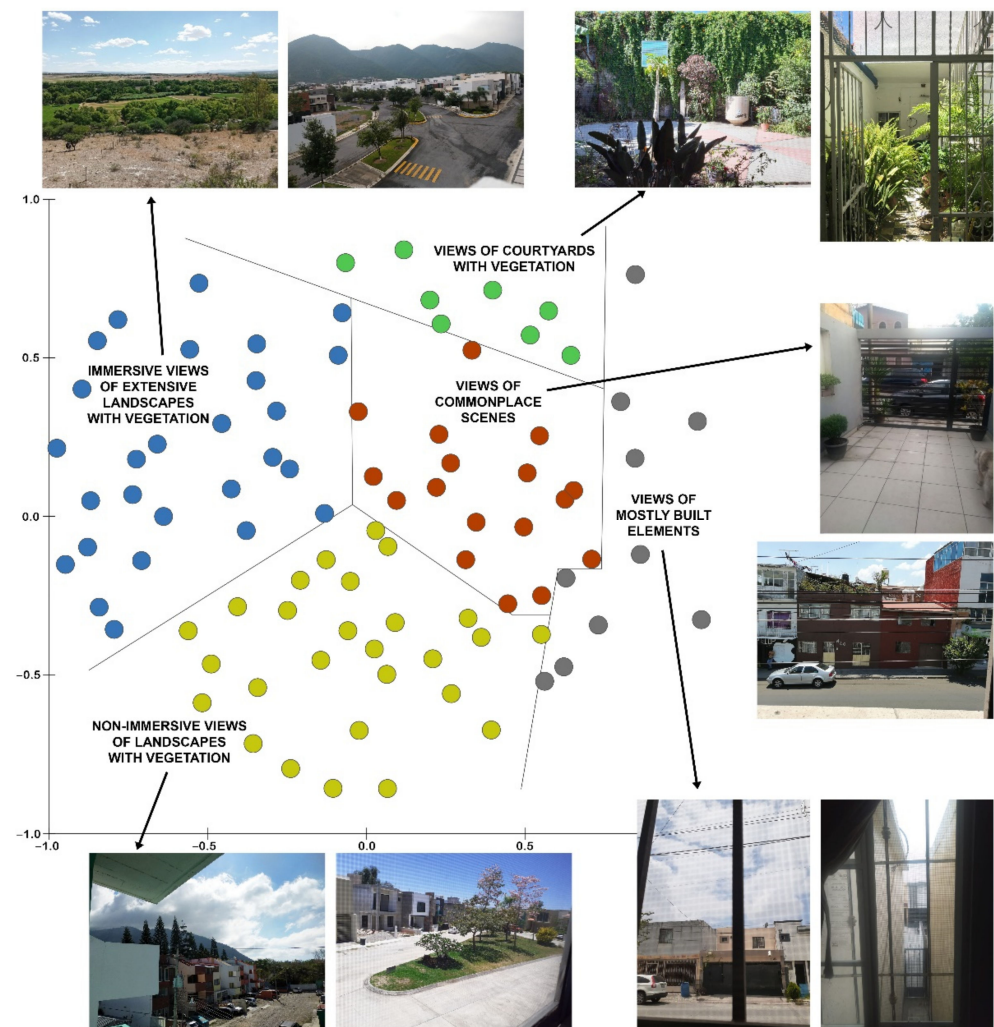 1.0
VIEWS OF COURTYARDS
WITH VEGETATION
0.5
IMMERSIVE VIEWS
OF EXTENSIVE
LANDSCAPES
WITH VEGETATION
VIEWS OF
COMMONPLACE
SCENES
VIEWS OF
MOSTLY BUILT
ELEMENTS
0.0
−0.5
NON-IMMERSIVE VIEWS
OF LANDSCAPES
WITH VEGETATION
−1.0
−1.0
−0.5
0.0
0.5